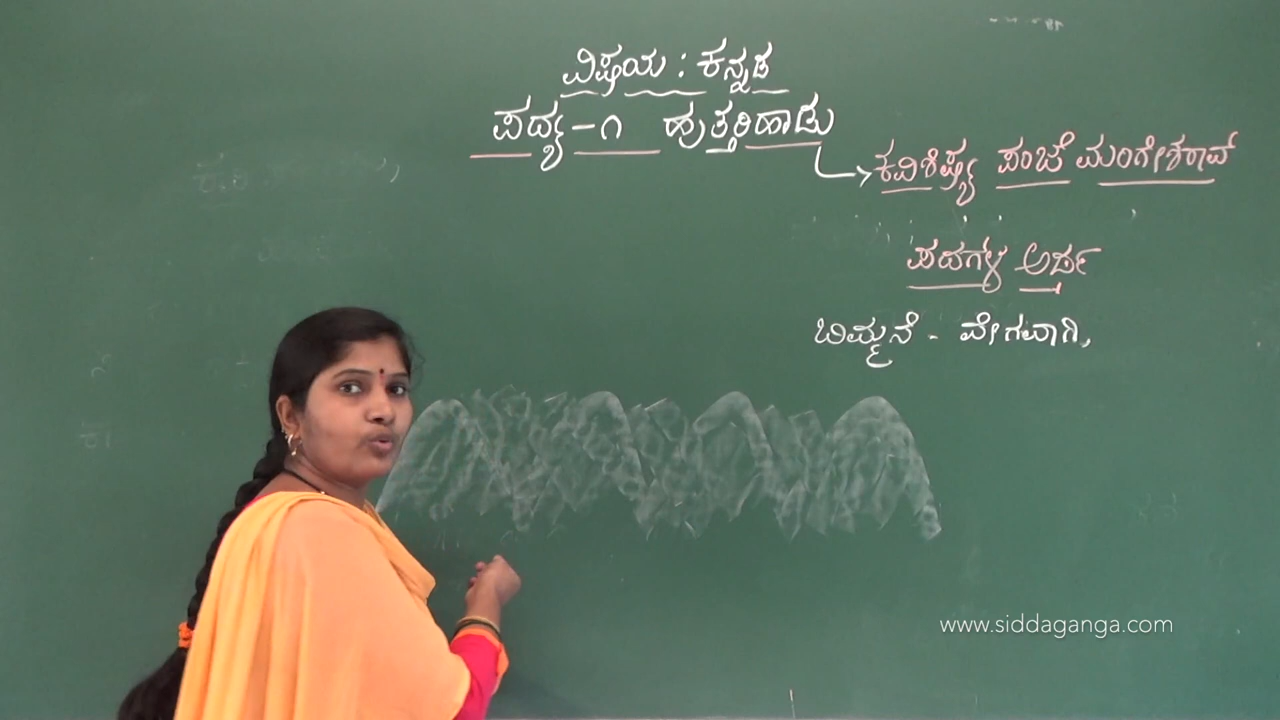 ವಿಷಯ : ಕನ್ನಡ
ಪದ್ಯ-೧ ಹುತ್ತರಿಹಾಡು
ಕವಿಶಿಷ್ಯ ಪಂಜೆ ಮಂಗೇಶರಾವ್
ಪದಗಳ ಅರ್ಥ
ಬಿಮ್ಮನೆ - ವೇಗವಾಗಿ,
www.siddaganga.com